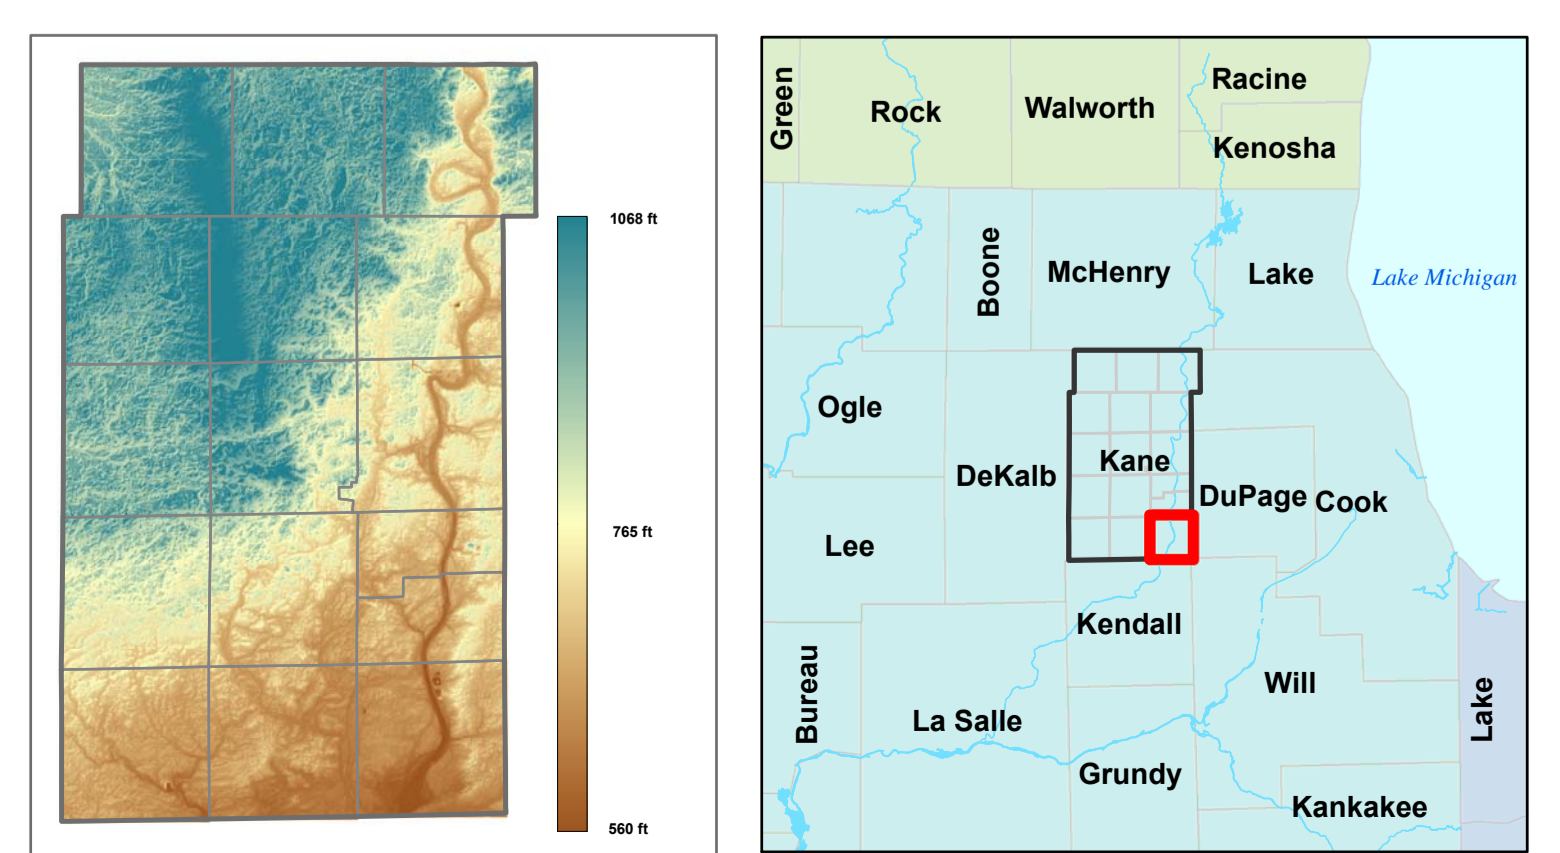 1068 ft
765 ft
560 ft
Green
Rock
Walworth
Racine
Kenosha
Boone
McHenry
Lake
Lake Michigan
Ogle
DeKalb
Kane
DuPage
Cook
Lee
Kendall
Bureau
La Salle
Will
Lake
Grundy
Kankakee